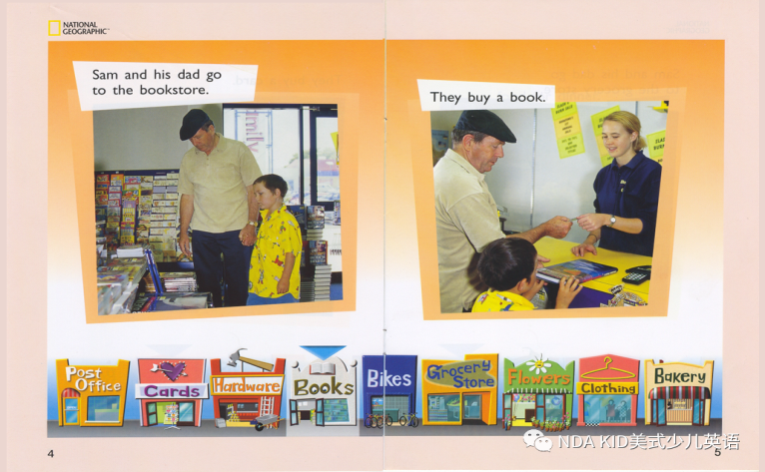 NATIONAL
GEOGRAPHIC
Sam and his dad go
to the bookstore.
They buy a book.
Post
Office
Cards
Hardware
Books
Bikes
Grocery
Store
Flowers
Clothing
Bakery
4
5
NDA KID美式少儿英语